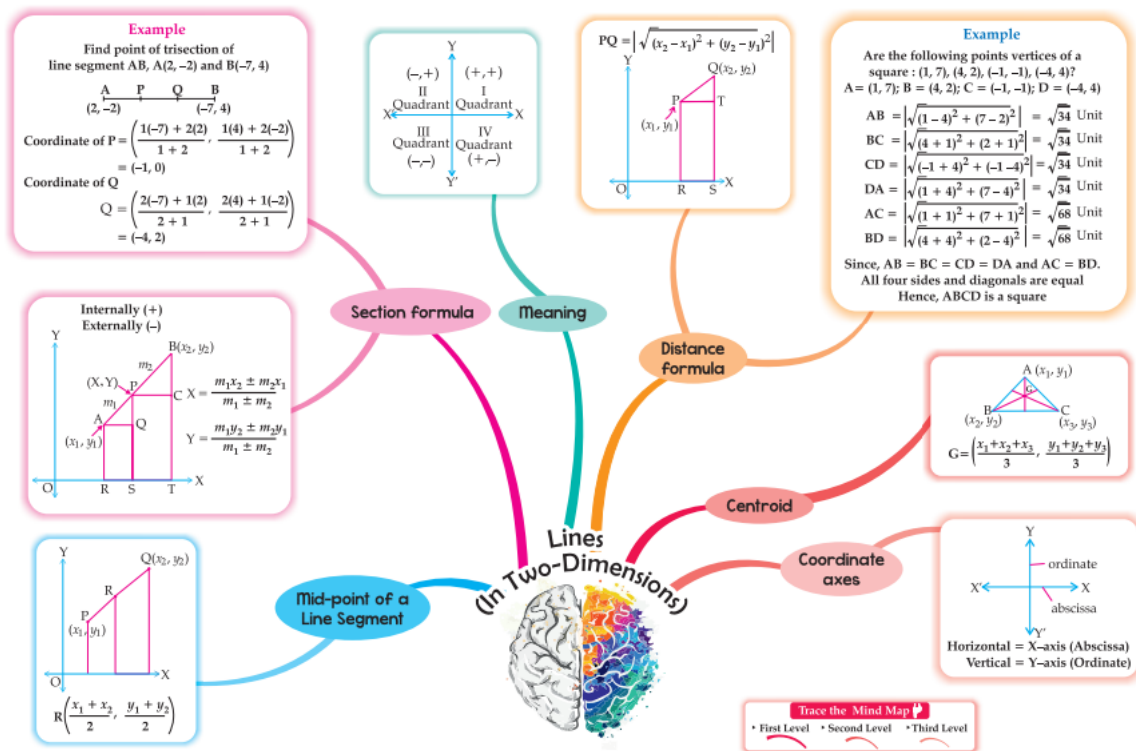 Example
Find point of trisection of
line segment AB, A(2, –2) and B(–7, 4)
A P Q B
(2, –2) (–7, 4)
Coordinate of P = (1(–7) + 2(2) / 1 + 2 , 1(4) + 2(–2) / 1 + 2)
= (–1, 0)
Coordinate of Q
Q = (2(–7) + 1(2) / 2 + 1 , 2(4) + 1(–2) / 2 + 1)
= (–4, 2)
Y
(–,+) (+,+)
II I
Quadrant Quadrant
X' X
III IV
Quadrant Quadrant
(–,–) (+,–)
Y'
PQ = |√(x₂ – x₁)² + (y₂ – y₁)²|
Y
Q(x₂, y₂)
P T
(x₁, y₁)
O R S X
Example
Are the following points vertices of a
square : (1, 7), (4, 2), (–1, –1), (–4, 4)?
A = (1, 7); B = (4, 2); C = (–1, –1); D = (–4, 4)
AB = |√(1 – 4)² + (7 – 2)²| = √34 Unit
BC = |√(4 + 1)² + (2 + 1)²| = √34 Unit
CD = |√(–1 + 4)² + (–1 –4)²| = √34 Unit
DA = |√(1 + 4)² + (7 – 4)²| = √34 Unit
AC = |√(1 + 1)² + (7 + 1)²| = √68 Unit
BD = |√(4 + 4)² + (2 – 4)²| = √68 Unit
Since, AB = BC = CD = DA and AC = BD.
All four sides and diagonals are equal
Hence, ABCD is a square
Section formula
Meaning
Distance
formula
Internally (+)
Externally (–)
Y
B(x₂, y₂)
m₂
(X, Y) P C
m₁
A Q
(x₁, y₁)
O R S T X
X = m₁x₂ ± m₂x₁ / m₁ ± m₂
Y = m₁y₂ ± m₂y₁ / m₁ ± m₂
A (x₁, y₁)
G
B C
(x₂, y₂) (x₃, y₃)
G = (x₁+x₂+x₃ / 3 , y₁+y₂+y₃ / 3)
Centroid
Lines
(In Two-Dimensions)
Coordinate
axes
Y
ordinate
X' X
abscissa
Y'
Horizontal = X–axis (Abscissa)
Vertical = Y–axis (Ordinate)
Mid-point of a
Line Segment
Y
Q(x₂, y₂)
R
P
(x₁, y₁)
O X
R(x₁ + x₂ / 2 , y₁ + y₂ / 2)
Trace the Mind Map
‣ First Level ‣ Second Level ‣ Third Level